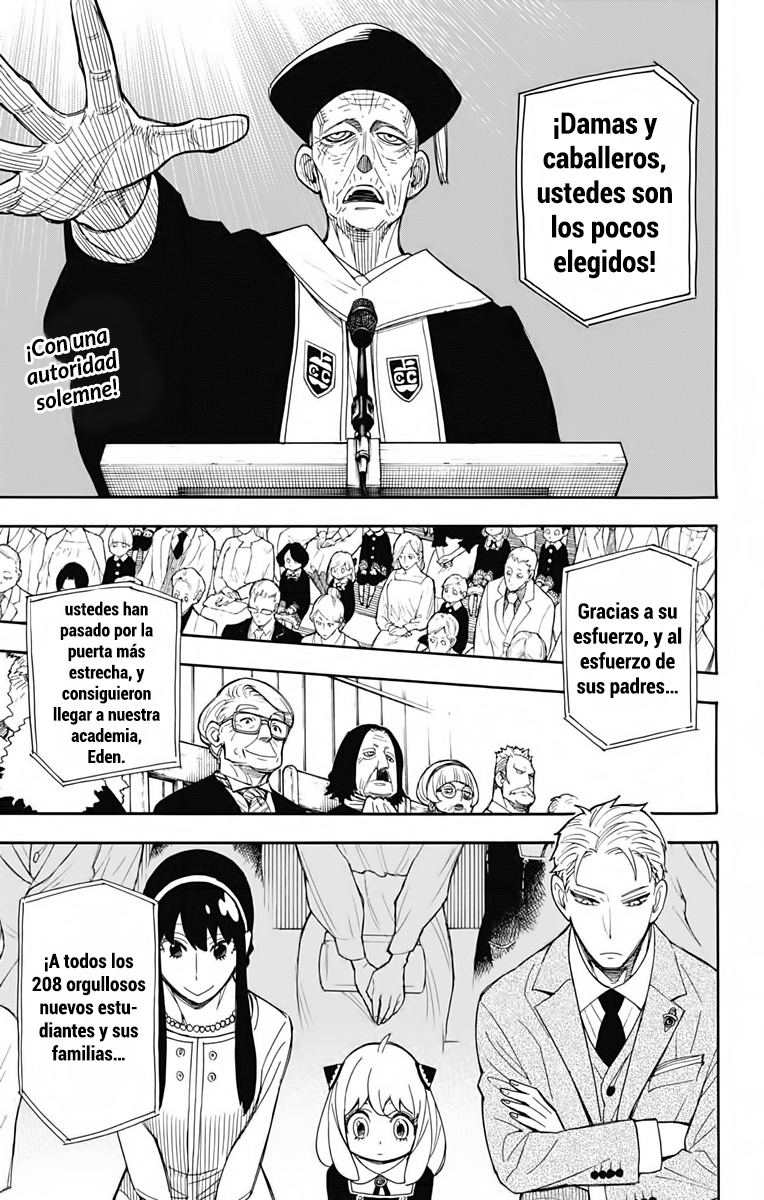 ¡Damas y
caballeros,
ustedes son
los pocos
elegidos!
¡Con una
autoridad
solemne!
CC
CC
Gracias a su
esfuerzo, y al
esfuerzo de
sus padres...
ustedes han
pasado por la
puerta más
estrecha, y
consiguieron
llegar a nuestra
academia,
Eden.
¡A todos los
208 orgullosos
nuevos estu-
diantes y sus
familias...